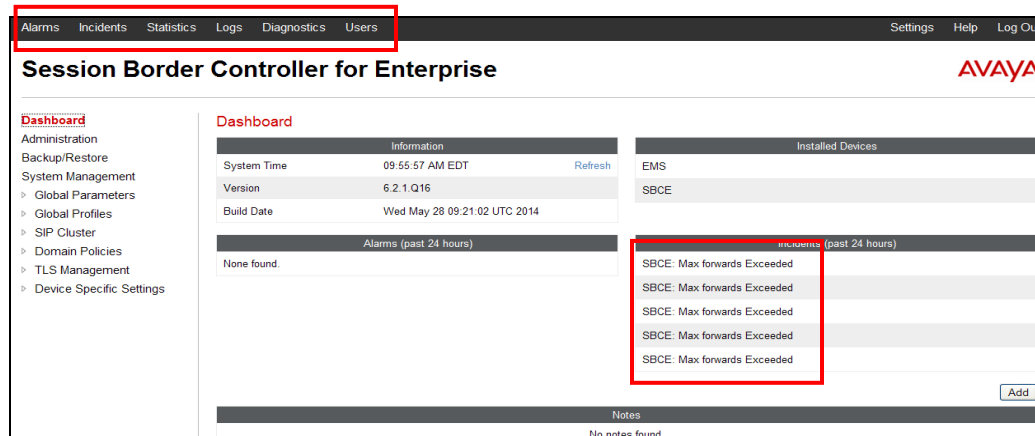 Alarms Incidents Statistics Logs Diagnostics Users Settings Help Log Ou
Session Border Controller for Enterprise
AVAYA
Dashboard
Administration
Backup/Restore
System Management
Global Parameters
Global Profiles
SIP Cluster
Domain Policies
TLS Management
Device Specific Settings
Dashboard
Information
System Time 09:55:57 AM EDT Refresh
Version 6.2.1.Q16
Build Date Wed May 28 09:21:02 UTC 2014
Installed Devices
EMS
SBCE
Alarms (past 24 hours)
None found.
Incidents (past 24 hours)
SBCE: Max forwards Exceeded
SBCE: Max forwards Exceeded
SBCE: Max forwards Exceeded
SBCE: Max forwards Exceeded
SBCE: Max forwards Exceeded
Add
Notes
No notes found